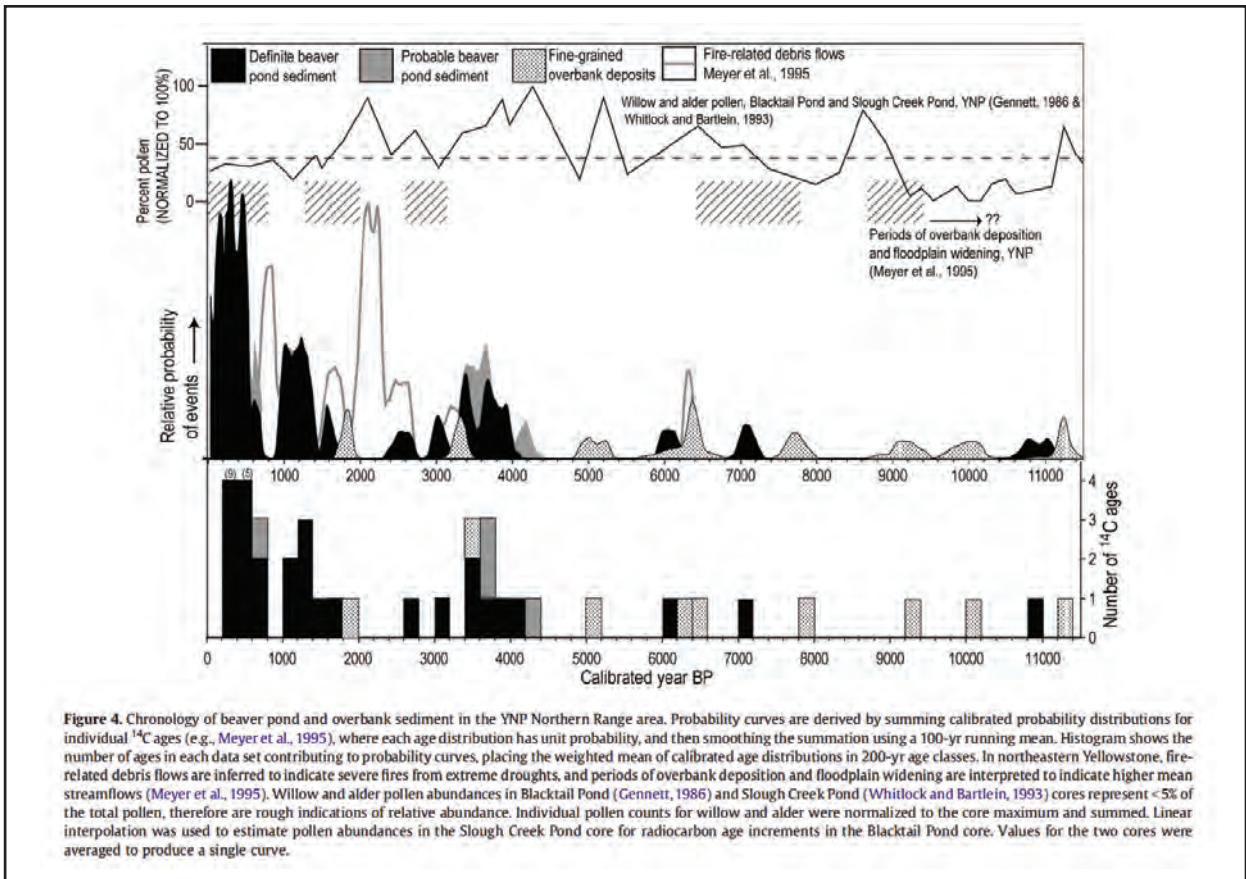 Definite beaver
pond sediment
Probable beaver
pond sediment
Fine-grained
overbank deposits
Fire-related debris flows
Meyer et al., 1995
Percent pollen
(NORMALIZED TO 100%)
100
50
0
Willow and alder pollen, Blacktail Pond and Slough Creek Pond, YNP (Gennett, 1986 &
Whitlock and Bartlein, 1993)
??
Periods of overbank deposition
and floodplain widening, YNP
(Meyer et al., 1995)
Relative probability
of events
(9) (5) 1000 2000 3000 4000 5000 6000 7000 8000 9000 10000 11000
4
3
2
1
0
Number of 14C ages
0 1000 2000 3000 4000 5000 6000 7000 8000 9000 10000 11000
Calibrated year BP
Figure 4. Chronology of beaver pond and overbank sediment in the YNP Northern Range area. Probability curves are derived by summing calibrated probability distributions for
individual 14C ages (e.g., Meyer et al., 1995), where each age distribution has unit probability, and then smoothing the summation using a 100-yr running mean. Histogram shows the
number of ages in each data set contributing to probability curves, placing the weighted mean of calibrated age distributions in 200-yr age classes. In northeastern Yellowstone, fire-
related debris flows are inferred to indicate severe fires from extreme droughts, and periods of overbank deposition and floodplain widening are interpreted to indicate higher mean
streamflows (Meyer et al., 1995). Willow and alder pollen abundances in Blacktail Pond (Gennett, 1986) and Slough Creek Pond (Whitlock and Bartlein, 1993) cores represent <5% of
the total pollen, therefore are rough indications of relative abundance. Individual pollen counts for willow and alder were normalized to the core maximum and summed. Linear
interpolation was used to estimate pollen abundances in the Slough Creek Pond core for radiocarbon age increments in the Blacktail Pond core. Values for the two cores were
averaged to produce a single curve.